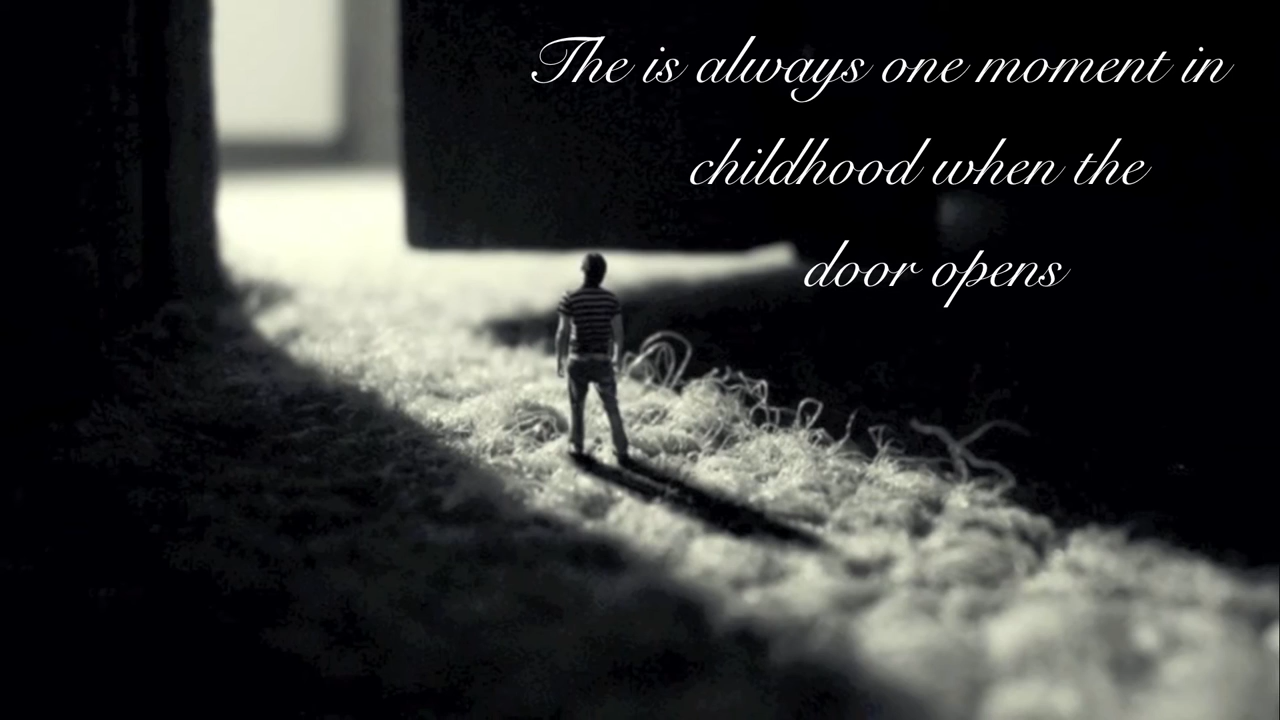 The is always one moment in
childhood when the
door opens